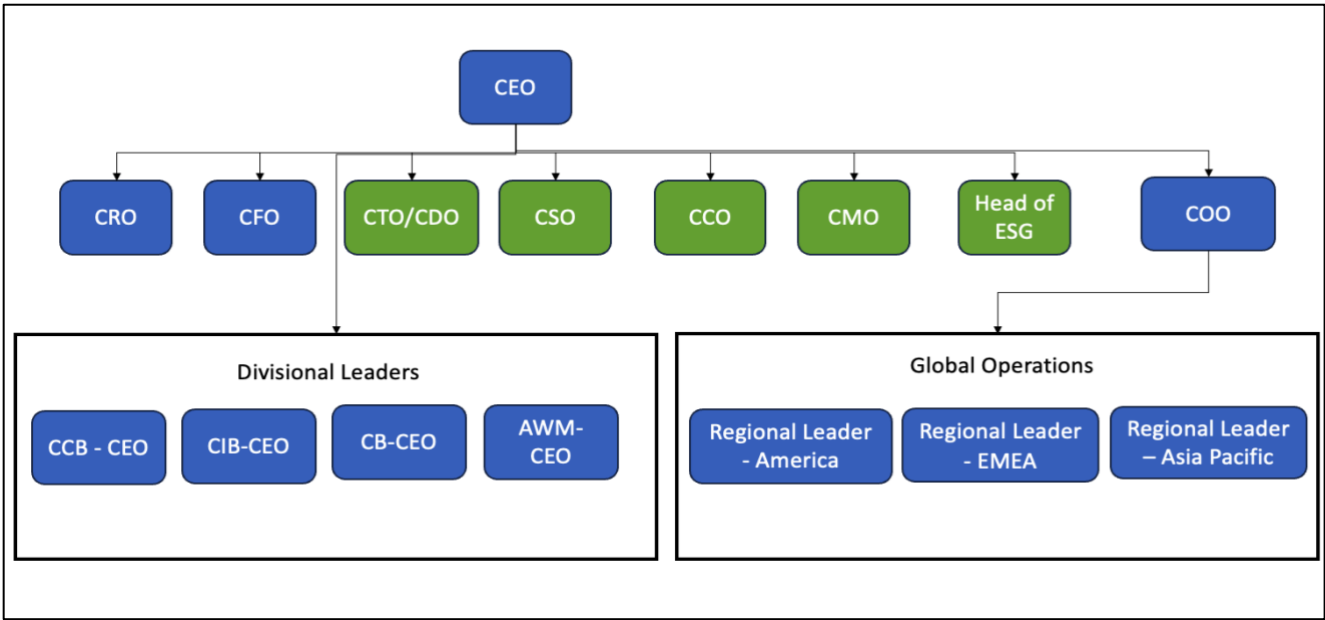 CEO
CRO
CFO
CTO/CDO
CSO
CCO
CMO
Head of
ESG
COO
Divisional Leaders
CCB - CEO
CIB-CEO
CB-CEO
AWM-
CEO
Global Operations
Regional Leader
- America
Regional Leader
- EMEA
Regional Leader
– Asia Pacific